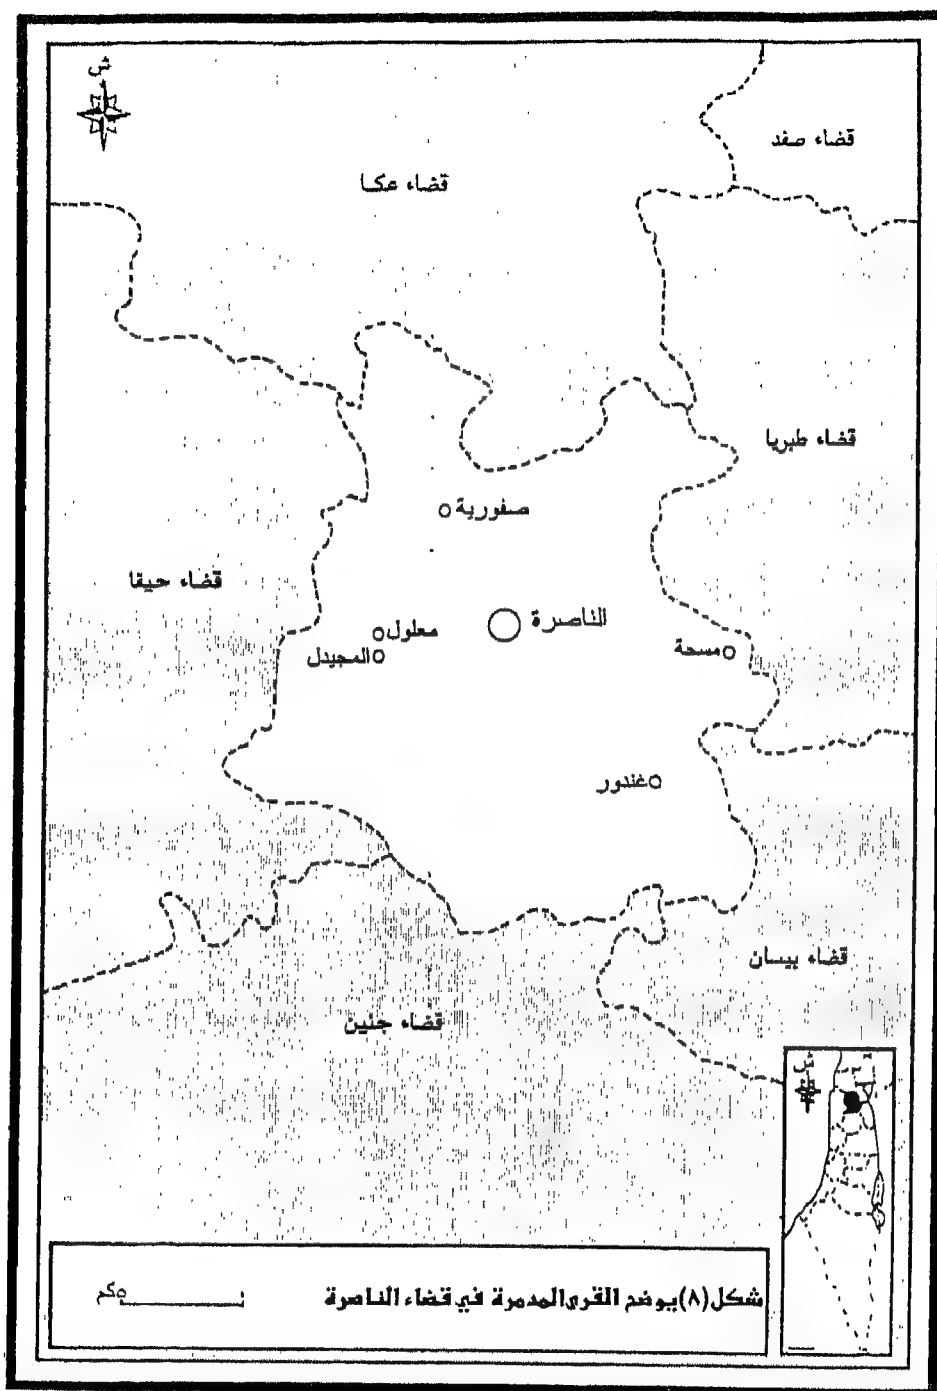 ش
قضاء صفد
قضاء عكا
قضاء طبريا
صفورية
قضاء حيفا
الناصرة
معلول
المجيدل
مسحة
غندور
قضاء بيسان
قضاء جنين
ش
شكل (٨) يوضح القرى المدمرة في قضاء الناصرة
٥كم